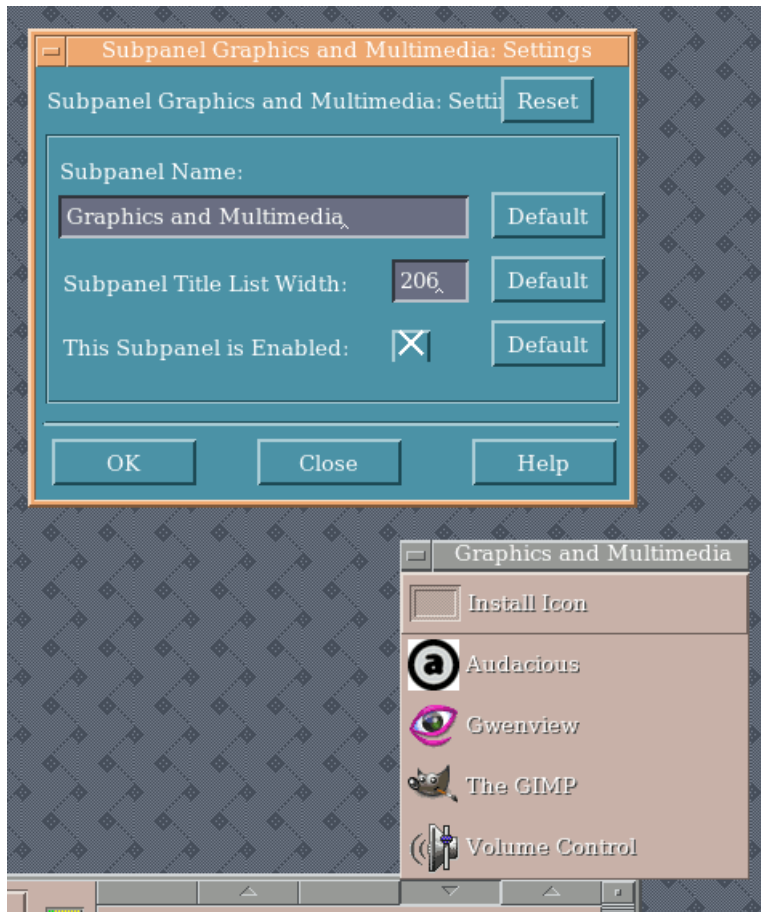 Subpanel Graphics and Multimedia: Settings
Subpanel Graphics and Multimedia: Setti Reset
Subpanel Name:
Graphics and Multimedia Default
Subpanel Title List Width: 206 Default
This Subpanel is Enabled: Default
OK Close Help
Graphics and Multimedia
Install Icon
a Audacious
Gwenview
The GIMP
Volume Control